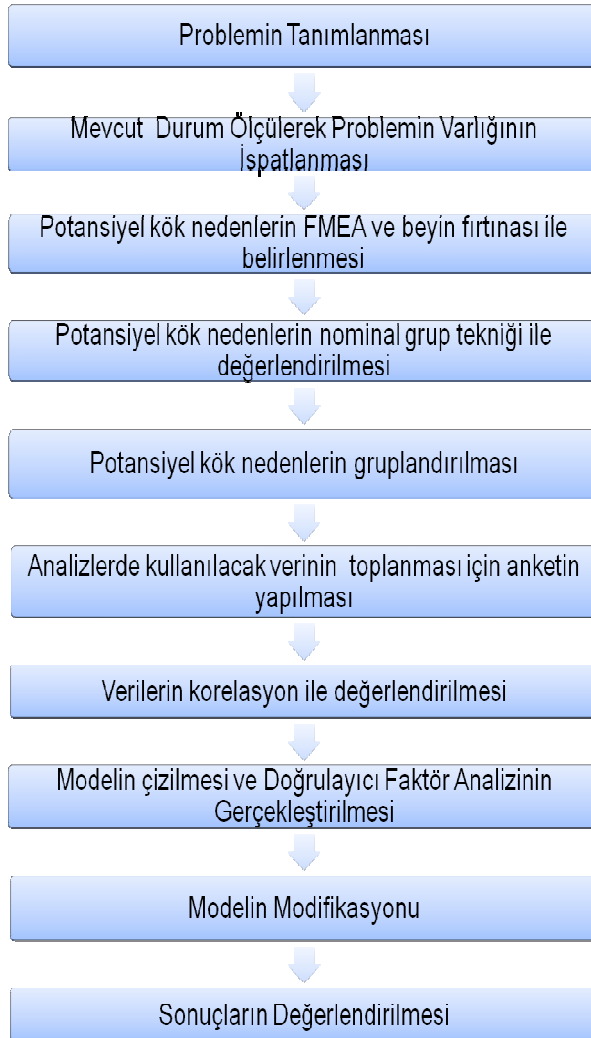 Problemin Tanımlanması
Mevcut Durum Ölçülerek Problemin Varlığının
İspatlanması
Potansiyel kök nedenlerin FMEA ve beyin fırtınası ile
belirlenmesi
Potansiyel kök nedenlerin nominal grup tekniği ile
değerlendirilmesi
Potansiyel kök nedenlerin gruplandırılması
Analizlerde kullanılacak verinin toplanması için anketin
yapılması
Verilerin korelasyon ile değerlendirilmesi
Modelin çizilmesi ve Doğrulayıcı Faktör Analizinin
Gerçekleştirilmesi
Modelin Modifikasyonu
Sonuçların Değerlendirilmesi